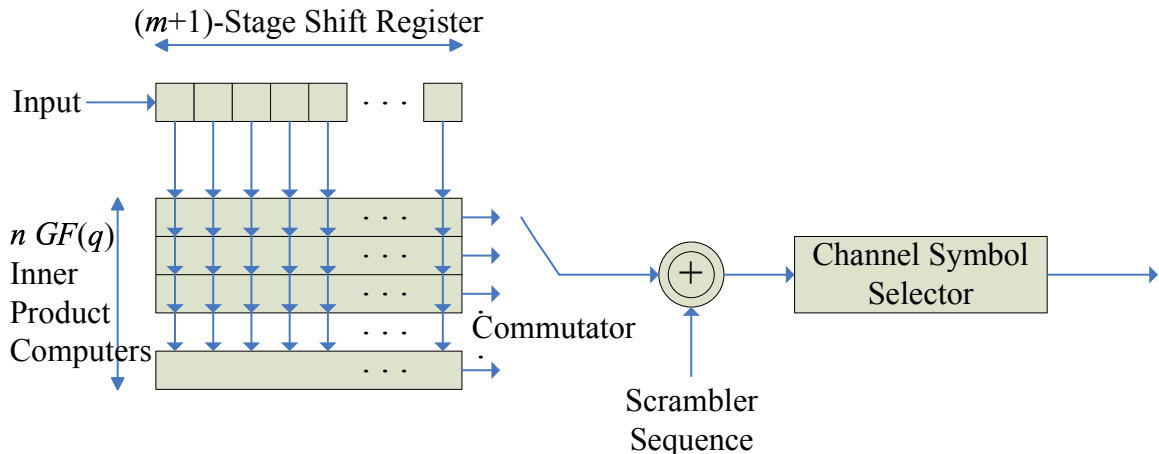 (m+1)-Stage Shift Register
Input
. . .
n GF(q)
Inner
Product
Computers
. . .
. . .
. . .
. . .
. . .
Commutator
+
Channel Symbol
Selector
Scrambler
Sequence